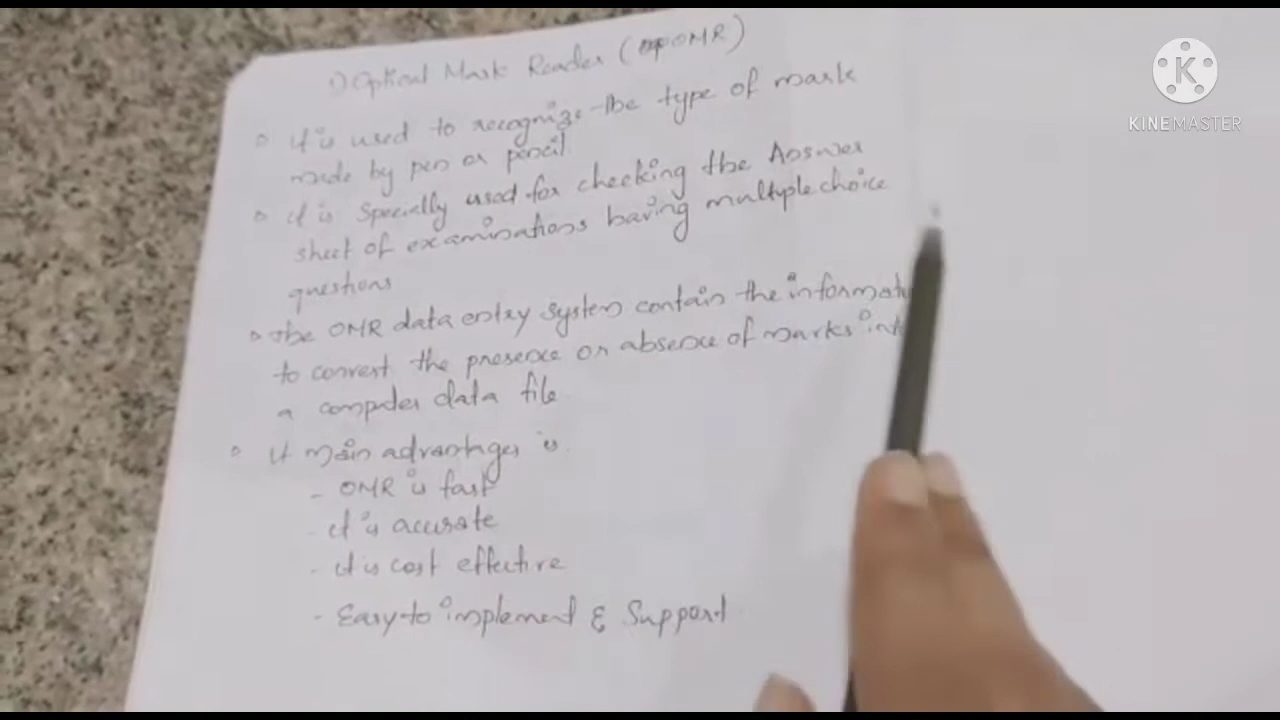 1) Optical Mark Reader (OMR)
It is used to recognize the type of mark
made by pen or pencil
It is Specially used for checking the Answer
sheet of examinations having multiple choice
questions
The OMR data entry system contain the informat
to convert the presence or absence of marks int
a computer data file
It main advantages is
- OMR is fast
- It is accurate
- It is cost effective
- Easy to implement & Support
K
KINEMASTER